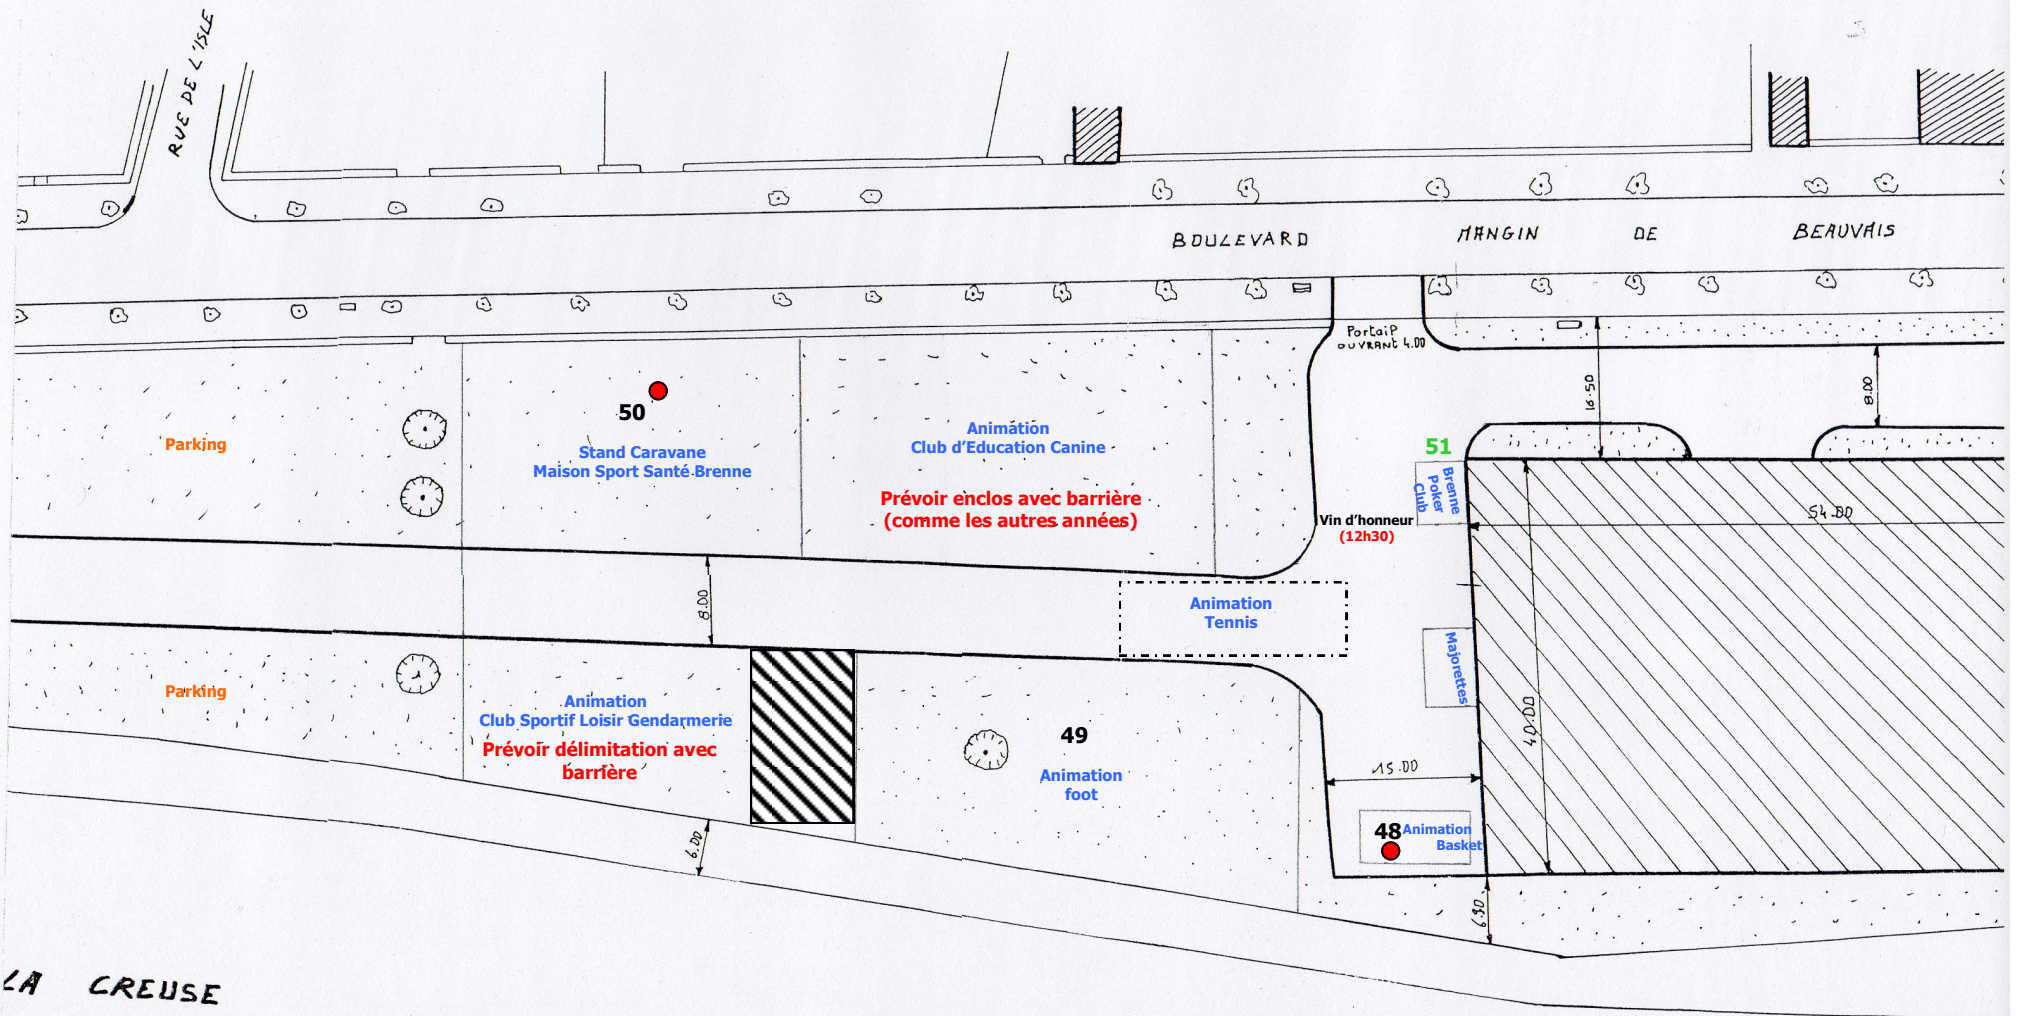 RUE DE L'ISLE
BOULEVARD MANGIN DE BEAUVAIS
Portail
OUVRANT 4.00
16.50
8.00
50
Stand Caravane
Maison Sport Santé Brenne
Animation
Club d'Education Canine
Prévoir enclos avec barrière
(comme les autres années)
Parking
51
Brenne
Poker
Club
Vin d'honneur
(12h30)
54.00
8.00
Animation
Tennis
Majorettes
Parking
Animation
Club Sportif Loisir Gendarmerie
Prévoir délimitation avec
barrière
49
Animation
foot
40.00
15.00
48 Animation
Basket
6.00
6.90
LA CREUSE